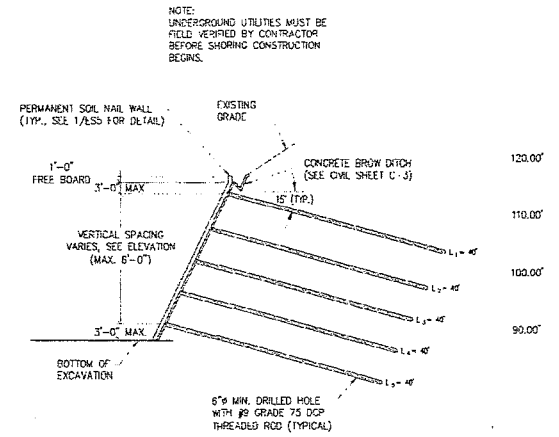 NOTE:
UNDERGROUND UTILITIES MUST BE
FIELD VERIFIED BY CONTRACTOR
BEFORE SHORING CONSTRUCTION
BEGINS.
PERMANENT SOIL NAIL WALL
(TYP., SEE 1/ES5 FOR DETAIL)
EXISTING
GRADE
CONCRETE BROW DITCH
(SEE CIVIL SHEET C-3)
1'-0"
FREE BOARD
3'-0" MAX
15° (TYP.)
VERTICAL SPACING
VARIES, SEE ELEVATION
(MAX. 6'-0")
3'-0" MAX.
BOTTOM OF
EXCAVATION
L1 = 40'
L2 = 40'
L3 = 40'
L4 = 40'
L5 = 40'
6"ø MIN. DRILLED HOLE
WITH #9 GRADE 75 DCP
THREADED ROD (TYPICAL)
120.00'
110.00'
100.00'
90.00'